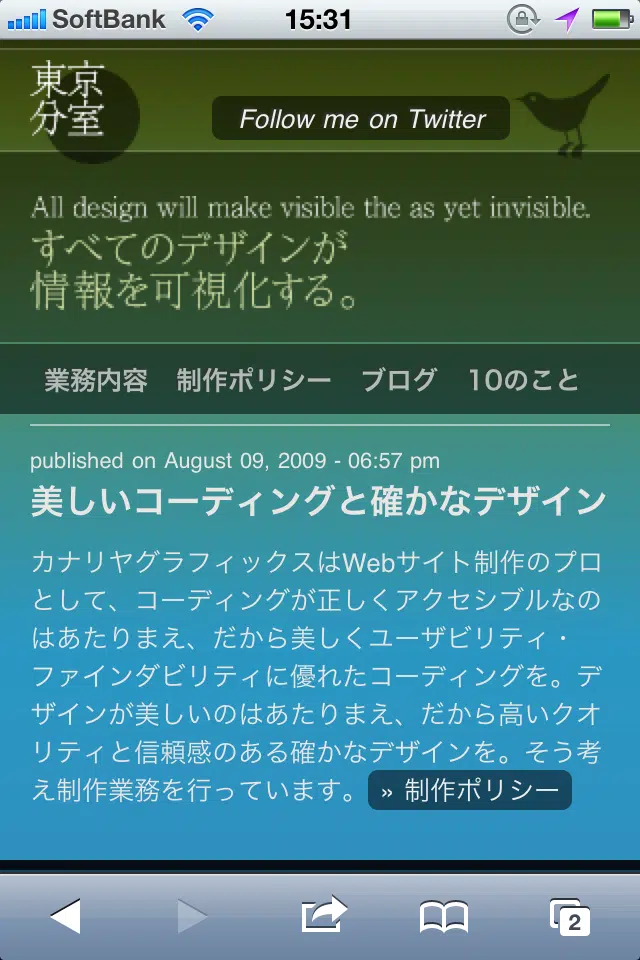 SoftBank 15:31
東京
分室
Follow me on Twitter
All design will make visible the as yet invisible.
すべてのデザインが
情報を可視化する。
業務内容 制作ポリシー ブログ 10のこと
published on August 09, 2009 - 06:57 pm
美しいコーディングと確かなデザイン
カナリヤグラフィックスはWebサイト制作のプロ
として、コーディングが正しくアクセシブルなの
はあたりまえ、だから美しくユーザビリティ・
ファインダビリティに優れたコーディングを。デ
ザインが美しいのはあたりまえ、だから高いクオ
リティと信頼感のある確かなデザインを。そう考
え制作業務を行っています。 » 制作ポリシー
2